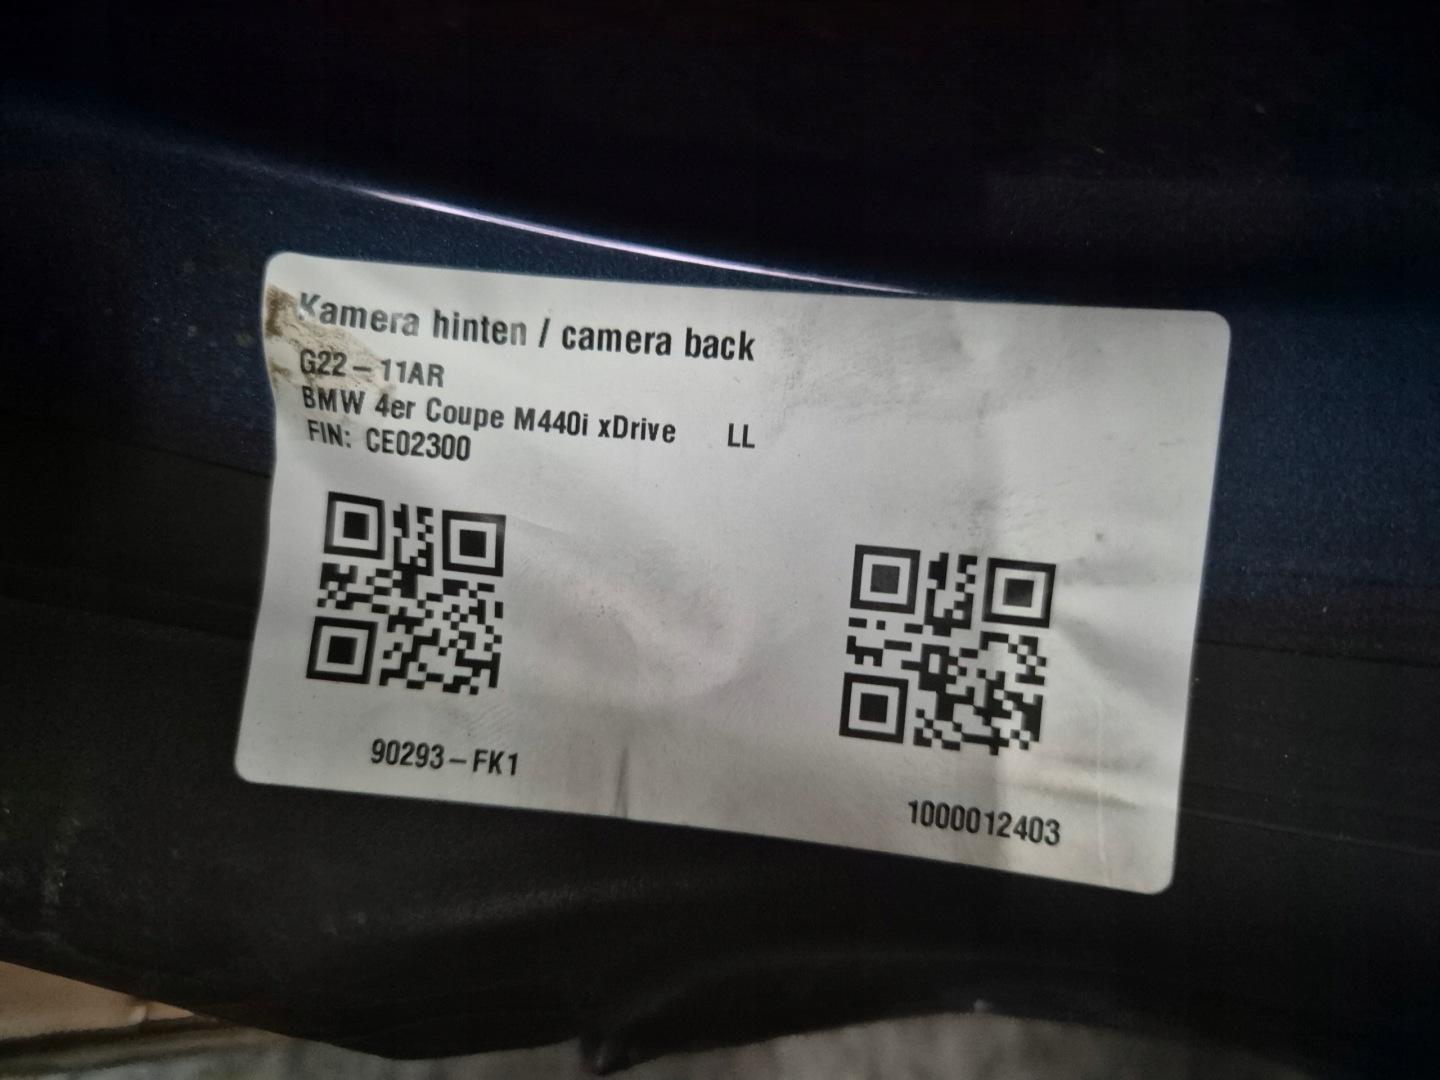 Kamera hinten / camera back
G22 – 11AR
BMW 4er Coupe M440i xDrive LL
FIN: CE02300
90293–FK1
1000012403